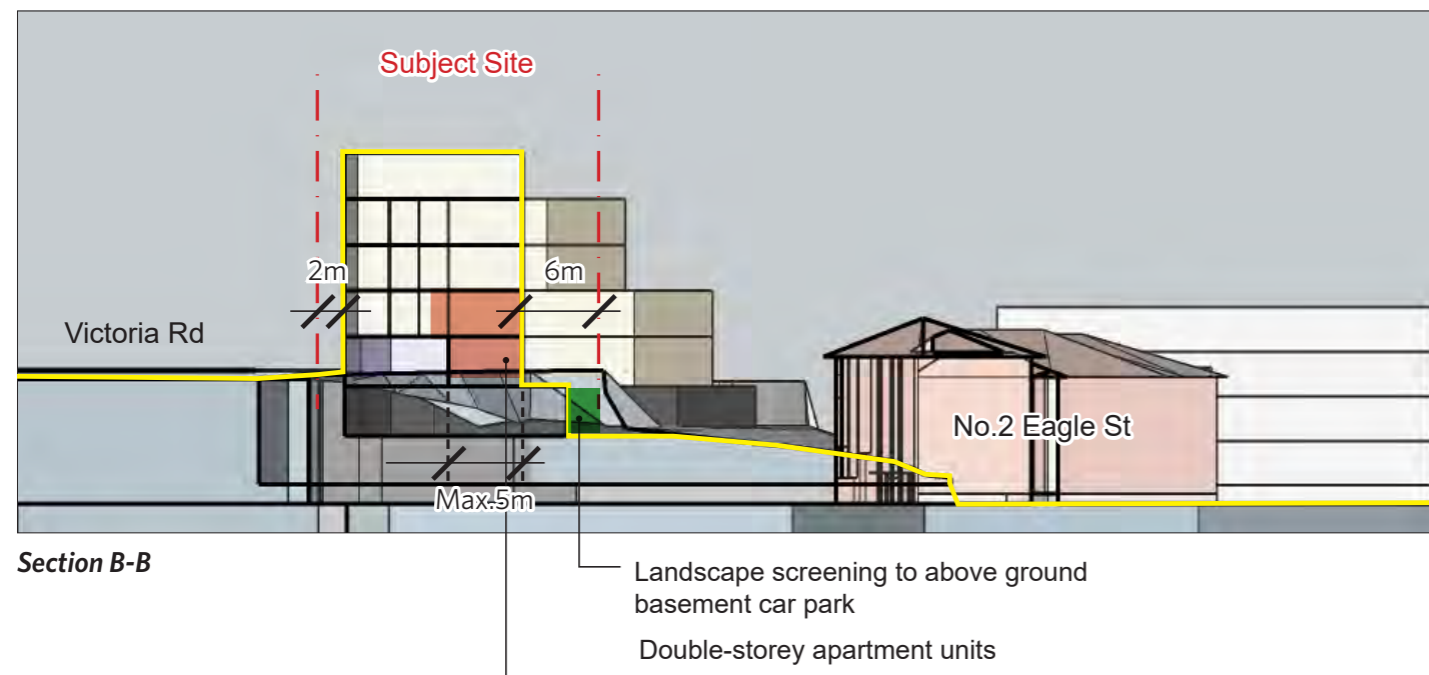 Subject Site
2m
6m
Victoria Rd
No.2 Eagle St
Max.5m
Section B-B
Landscape screening to above ground
basement car park
Double-storey apartment units